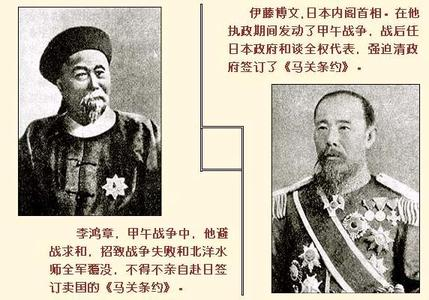 伊藤博文,日本内阁首相。在他
执政期间发动了甲午战争，战后任
日本政府和谈全权代表，强迫清政
府签订了《马关条约》。
李鸿章，甲午战争中，他避
战求和，招致战争失败和北洋水
师全军覆没，不得不亲自赴日签
订卖国的《马关条约》。